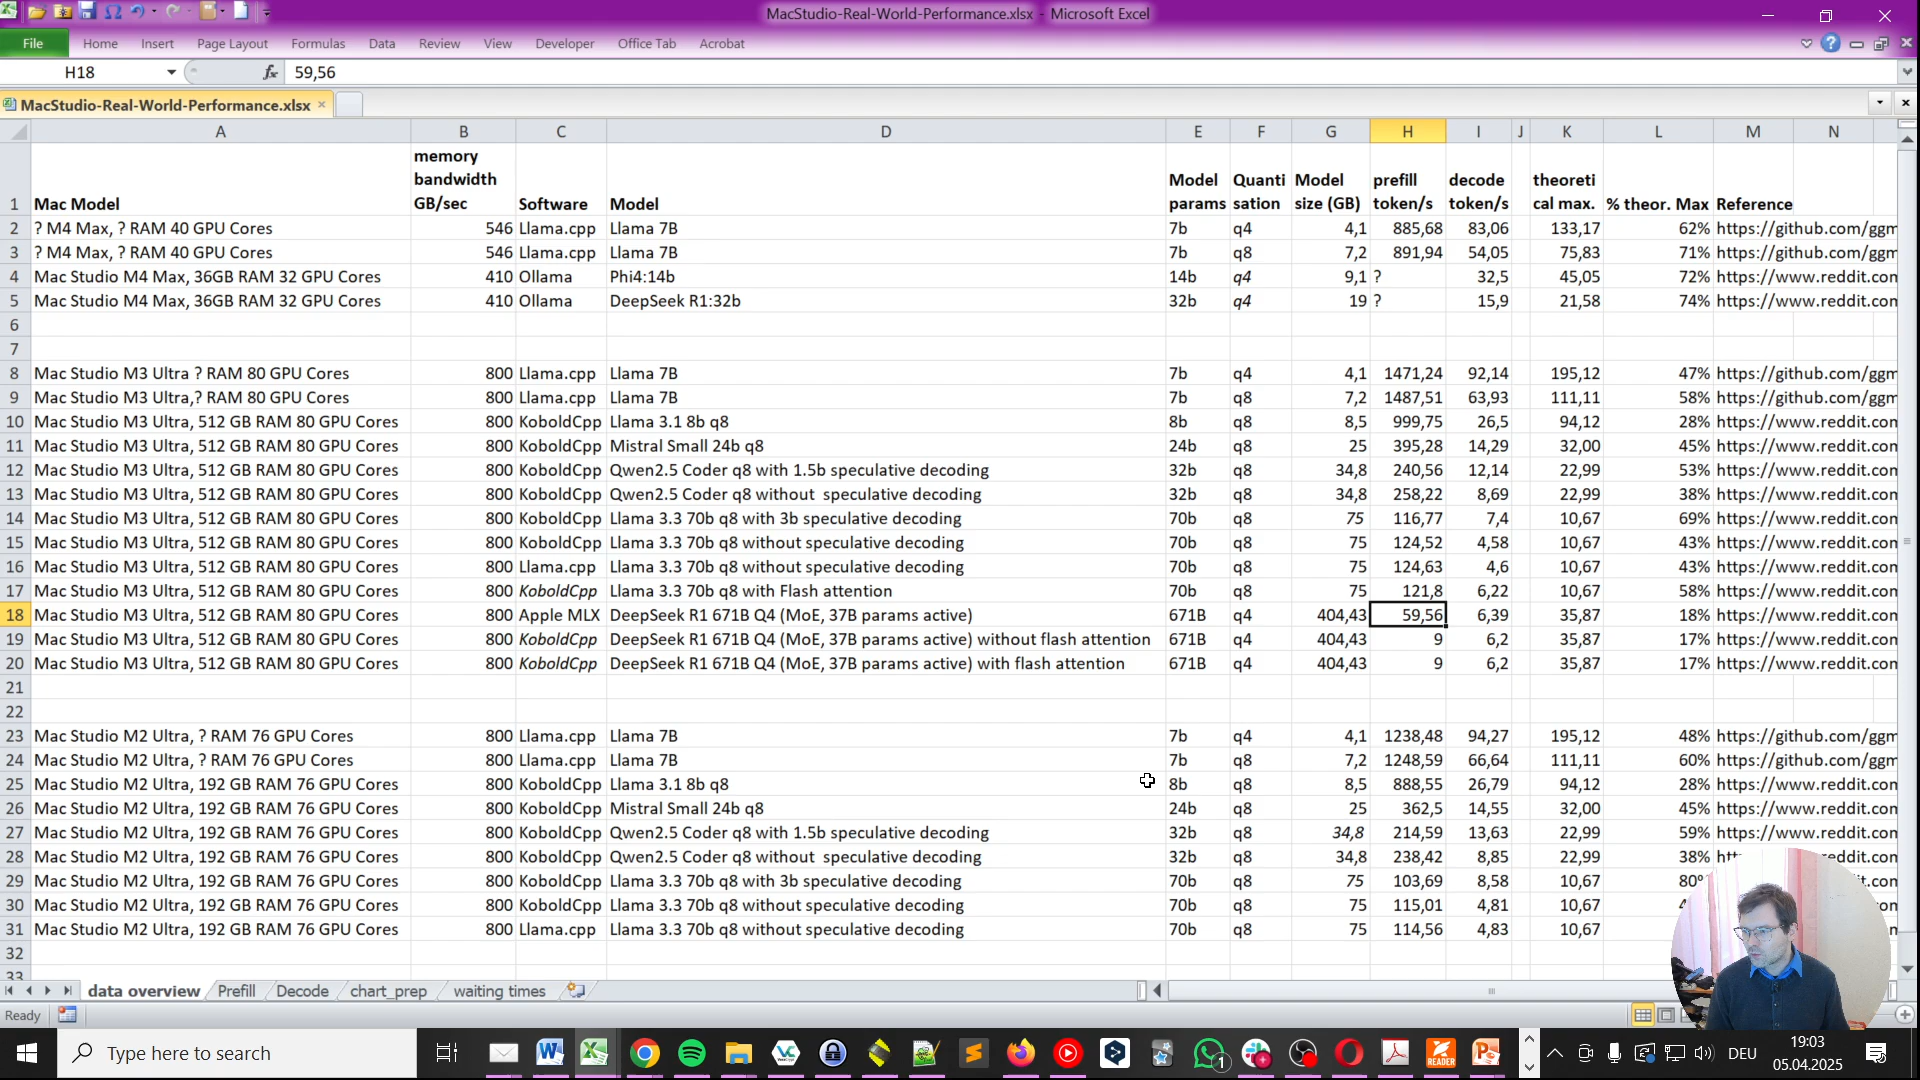 MacStudio-Real-World-Performance.xlsx - Microsoft Excel
File Home Insert Page Layout Formulas Data Review View Developer Office Tab Acrobat
H18 fx 59,56
MacStudio-Real-World-Performance.xlsx
A B C D E F G H I J K L M N
1 Mac Model memory bandwidth GB/sec Software Model Model params Quanti sation Model size (GB) prefill token/s decode token/s theoreti cal max. % theor. Max Reference
2 ? M4 Max, ? RAM 40 GPU Cores 546 Llama.cpp Llama 7B 7b q4 4,1 885,68 83,06 133,17 62% https://github.com/ggm
3 ? M4 Max, ? RAM 40 GPU Cores 546 Llama.cpp Llama 7B 7b q8 7,2 891,94 54,05 75,83 71% https://github.com/ggm
4 Mac Studio M4 Max, 36GB RAM 32 GPU Cores 410 Ollama Phi4:14b 14b q4 9,1 ? 32,5 45,05 72% https://www.reddit.con
5 Mac Studio M4 Max, 36GB RAM 32 GPU Cores 410 Ollama DeepSeek R1:32b 32b q4 19 ? 15,9 21,58 74% https://www.reddit.con
6
7
8 Mac Studio M3 Ultra ? RAM 80 GPU Cores 800 Llama.cpp Llama 7B 7b q4 4,1 1471,24 92,14 195,12 47% https://github.com/ggm
9 Mac Studio M3 Ultra,? RAM 80 GPU Cores 800 Llama.cpp Llama 7B 7b q8 7,2 1487,51 63,93 111,11 58% https://github.com/ggm
10 Mac Studio M3 Ultra, 512 GB RAM 80 GPU Cores 800 KoboldCpp Llama 3.1 8b q8 8b q8 8,5 999,75 26,5 94,12 28% https://www.reddit.con
11 Mac Studio M3 Ultra, 512 GB RAM 80 GPU Cores 800 KoboldCpp Mistral Small 24b q8 24b q8 25 395,28 14,29 32,00 45% https://www.reddit.con
12 Mac Studio M3 Ultra, 512 GB RAM 80 GPU Cores 800 KoboldCpp Qwen2.5 Coder q8 with 1.5b speculative decoding 32b q8 34,8 240,56 12,14 22,99 53% https://www.reddit.con
13 Mac Studio M3 Ultra, 512 GB RAM 80 GPU Cores 800 KoboldCpp Qwen2.5 Coder q8 without speculative decoding 32b q8 34,8 258,22 8,69 22,99 38% https://www.reddit.con
14 Mac Studio M3 Ultra, 512 GB RAM 80 GPU Cores 800 KoboldCpp Llama 3.3 70b q8 with 3b speculative decoding 70b q8 75 116,77 7,4 10,67 69% https://www.reddit.con
15 Mac Studio M3 Ultra, 512 GB RAM 80 GPU Cores 800 KoboldCpp Llama 3.3 70b q8 without speculative decoding 70b q8 75 124,52 4,58 10,67 43% https://www.reddit.con
16 Mac Studio M3 Ultra, 512 GB RAM 80 GPU Cores 800 Llama.cpp Llama 3.3 70b q8 without speculative decoding 70b q8 75 124,63 4,6 10,67 43% https://www.reddit.con
17 Mac Studio M3 Ultra, 512 GB RAM 80 GPU Cores 800 KoboldCpp Llama 3.3 70b q8 with Flash attention 70b q8 75 121,8 6,22 10,67 58% https://www.reddit.con
18 Mac Studio M3 Ultra, 512 GB RAM 80 GPU Cores 800 Apple MLX DeepSeek R1 671B Q4 (MoE, 37B params active) 671B q4 404,43 59,56 6,39 35,87 18% https://www.reddit.con
19 Mac Studio M3 Ultra, 512 GB RAM 80 GPU Cores 800 KoboldCpp DeepSeek R1 671B Q4 (MoE, 37B params active) without flash attention 671B q4 404,43 9 6,2 35,87 17% https://www.reddit.con
20 Mac Studio M3 Ultra, 512 GB RAM 80 GPU Cores 800 KoboldCpp DeepSeek R1 671B Q4 (MoE, 37B params active) with flash attention 671B q4 404,43 9 6,2 35,87 17% https://www.reddit.con
21
22
23 Mac Studio M2 Ultra, ? RAM 76 GPU Cores 800 Llama.cpp Llama 7B 7b q4 4,1 1238,48 94,27 195,12 48% https://github.com/ggm
24 Mac Studio M2 Ultra, ? RAM 76 GPU Cores 800 Llama.cpp Llama 7B 7b q8 7,2 1248,59 66,64 111,11 60% https://github.com/ggm
25 Mac Studio M2 Ultra, 192 GB RAM 76 GPU Cores 800 KoboldCpp Llama 3.1 8b q8 8b q8 8,5 888,55 26,79 94,12 28% https://www.reddit.con
26 Mac Studio M2 Ultra, 192 GB RAM 76 GPU Cores 800 KoboldCpp Mistral Small 24b q8 24b q8 25 362,5 14,55 32,00 45% https://www.reddit.con
27 Mac Studio M2 Ultra, 192 GB RAM 76 GPU Cores 800 KoboldCpp Qwen2.5 Coder q8 with 1.5b speculative decoding 32b q8 34,8 214,59 13,63 22,99 59% https://www.reddit.con
28 Mac Studio M2 Ultra, 192 GB RAM 76 GPU Cores 800 KoboldCpp Qwen2.5 Coder q8 without speculative decoding 32b q8 34,8 238,42 8,85 22,99 38% eddit.con
29 Mac Studio M2 Ultra, 192 GB RAM 76 GPU Cores 800 KoboldCpp Llama 3.3 70b q8 with 3b speculative decoding 70b q8 75 103,69 8,58 10,67 80%
30 Mac Studio M2 Ultra, 192 GB RAM 76 GPU Cores 800 KoboldCpp Llama 3.3 70b q8 without speculative decoding 70b q8 75 115,01 4,81 10,67
31 Mac Studio M2 Ultra, 192 GB RAM 76 GPU Cores 800 Llama.cpp Llama 3.3 70b q8 without speculative decoding 70b q8 75 114,56 4,83 10,67
32
33
data overview Prefill Decode chart_prep waiting times
Ready
Type here to search DEU 19:03
05.04.2025